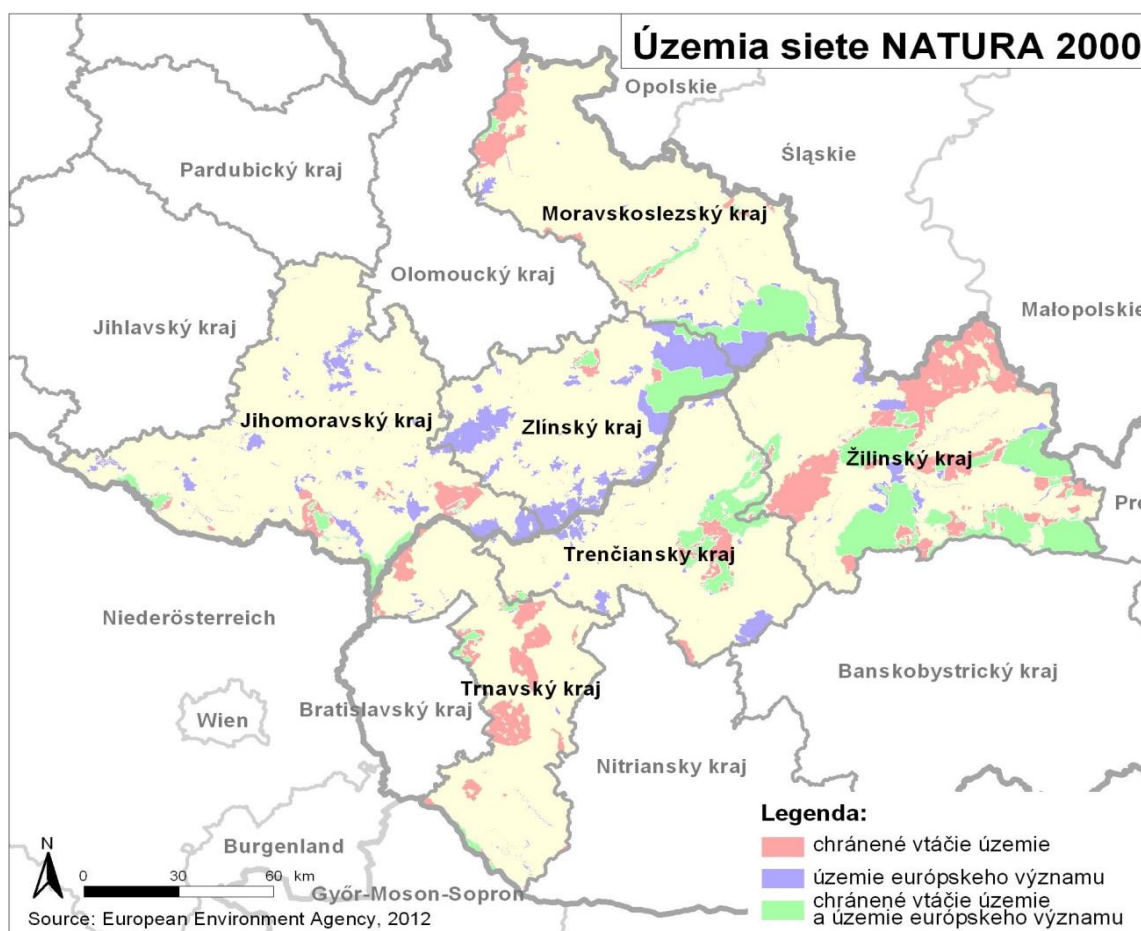 Územia siete NATURA 2000
Opolskie
Pardubický kraj
Śląskie
Moravskoslezský kraj
Olomoucký kraj
Małopolskie
Jihlavský kraj
Jihomoravský kraj
Zlínský kraj
Žilinský kraj
Trenčiansky kraj
Niederösterreich
Banskobystrický kraj
Trnavský kraj
Bratislavský kraj
Wien
Nitriansky kraj
Burgenland
Győr-Moson-Sopron
N
0 30 60 km
Source: European Environment Agency, 2012
Legenda:
chránené vtáčie územie
územie európskeho významu
chránené vtáčie územie
a územie európskeho významu